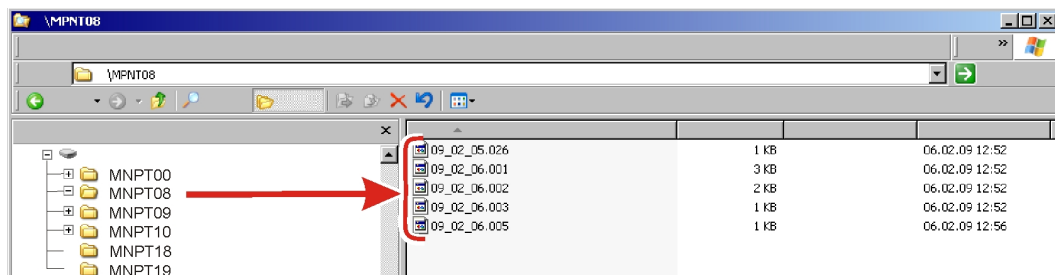 \MPNT08
\MPNT08
MNPT00
MNPT08
MNPT09
MNPT10
MNPT18
MNPT19
09_02_05.026 1 KB 06.02.09 12:52
09_02_06.001 3 KB 06.02.09 12:52
09_02_06.002 2 KB 06.02.09 12:52
09_02_06.003 1 KB 06.02.09 12:52
09_02_06.005 1 KB 06.02.09 12:56